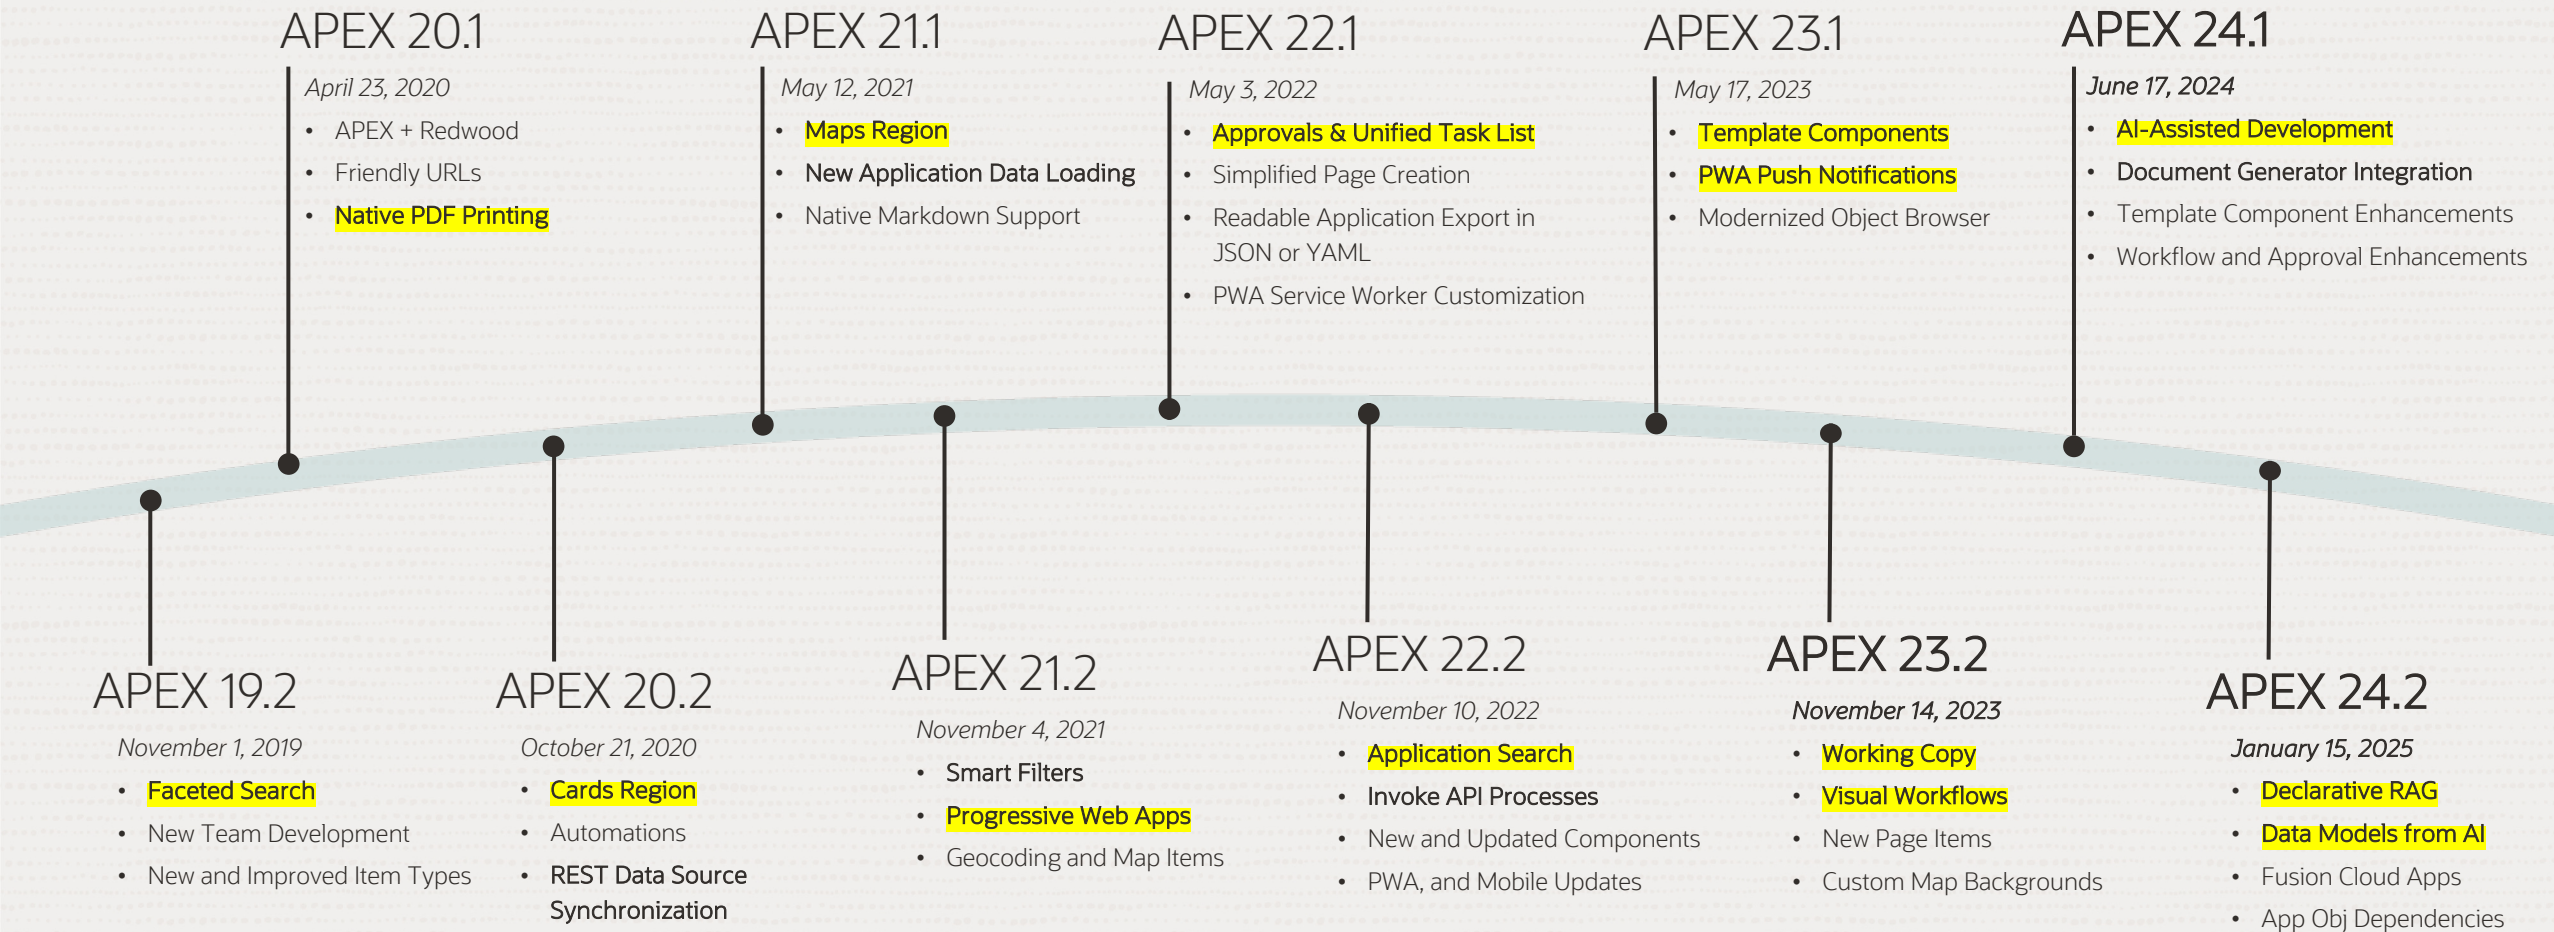 APEX 20.1
April 23, 2020
• APEX + Redwood
• Friendly URLs
• Native PDF Printing
APEX 21.1
May 12, 2021
• Maps Region
• New Application Data Loading
• Native Markdown Support
APEX 22.1
May 3, 2022
• Approvals & Unified Task List
• Simplified Page Creation
• Readable Application Export in
JSON or YAML
• PWA Service Worker Customization
APEX 23.1
May 17, 2023
• Template Components
• PWA Push Notifications
• Modernized Object Browser
APEX 24.1
June 17, 2024
• AI-Assisted Development
• Document Generator Integration
• Template Component Enhancements
• Workflow and Approval Enhancements
APEX 19.2
November 1, 2019
• Faceted Search
• New Team Development
• New and Improved Item Types
APEX 20.2
October 21, 2020
• Cards Region
• Automations
• REST Data Source
Synchronization
APEX 21.2
November 4, 2021
• Smart Filters
• Progressive Web Apps
• Geocoding and Map Items
APEX 22.2
November 10, 2022
• Application Search
• Invoke API Processes
• New and Updated Components
• PWA, and Mobile Updates
APEX 23.2
November 14, 2023
• Working Copy
• Visual Workflows
• New Page Items
• Custom Map Backgrounds
APEX 24.2
January 15, 2025
• Declarative RAG
• Data Models from AI
• Fusion Cloud Apps
• App Obj Dependencies